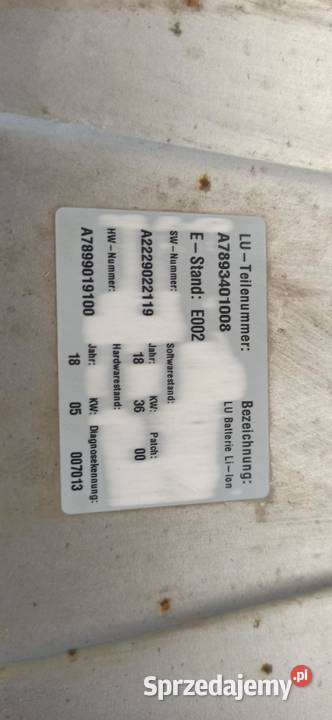 LU-Teilenummer: Bezeichnung:
A7893401008 LU Batterie Li-Ion
E-Stand: E002
SW-Nummer: Softwarestand:
A2229022119 Jahr: KW: Patch:
18 36 00
HW-Nummer: Hardwarestand:
A7899019100 Jahr: KW: Diagnosekennung:
18 05 007013
Sprzedajemy.pl